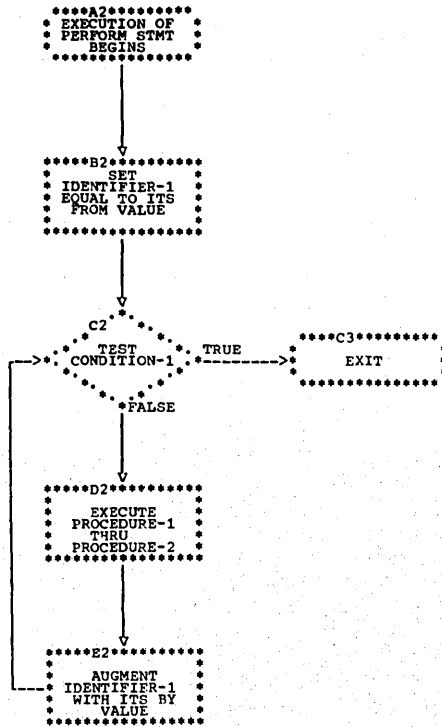 A2
EXECUTION OF
PERFORM STMT
BEGINS
B2
SET
IDENTIFIER-1
EQUAL TO ITS
FROM VALUE
C2
TEST
CONDITION-1
TRUE
C3
EXIT
FALSE
D2
EXECUTE
PROCEDURE-1
THRU
PROCEDURE-2
E2
AUGMENT
IDENTIFIER-1
WITH ITS BY
VALUE